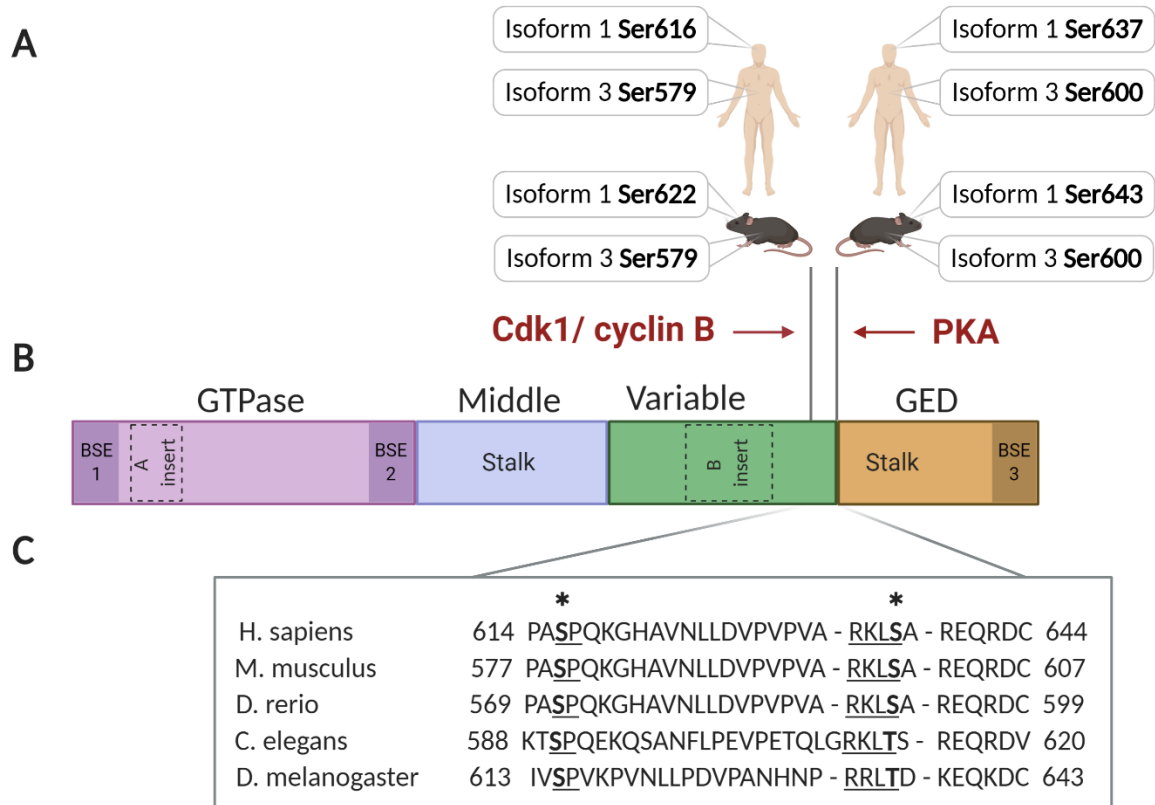 A
Isoform 1 Ser616
Isoform 1 Ser637
Isoform 3 Ser579
Isoform 3 Ser600
Isoform 1 Ser622
Isoform 1 Ser643
Isoform 3 Ser579
Isoform 3 Ser600
Cdk1/ cyclin B
PKA
B
GTPase
Middle
Variable
GED
BSE
1
A
insert
BSE
2
Stalk
B
insert
Stalk
BSE
3
C
* *
H. sapiens 614 PASPQKGHAVNLLDVPVPVA - RKLSA - REQRDC 644
M. musculus 577 PASPQKGHAVNLLDVPVPVA - RKLSA - REQRDC 607
D. rerio 569 PASPQKGHAVNLLDVPVPVA - RKLSA - REQRDC 599
C. elegans 588 KTSPQEKQSANFLPEVPETQLGRKLTS - REQRDV 620
D. melanogaster 613 IVSPVKPVNLLPDVPANHNP - RRLTD - KEQKDC 643